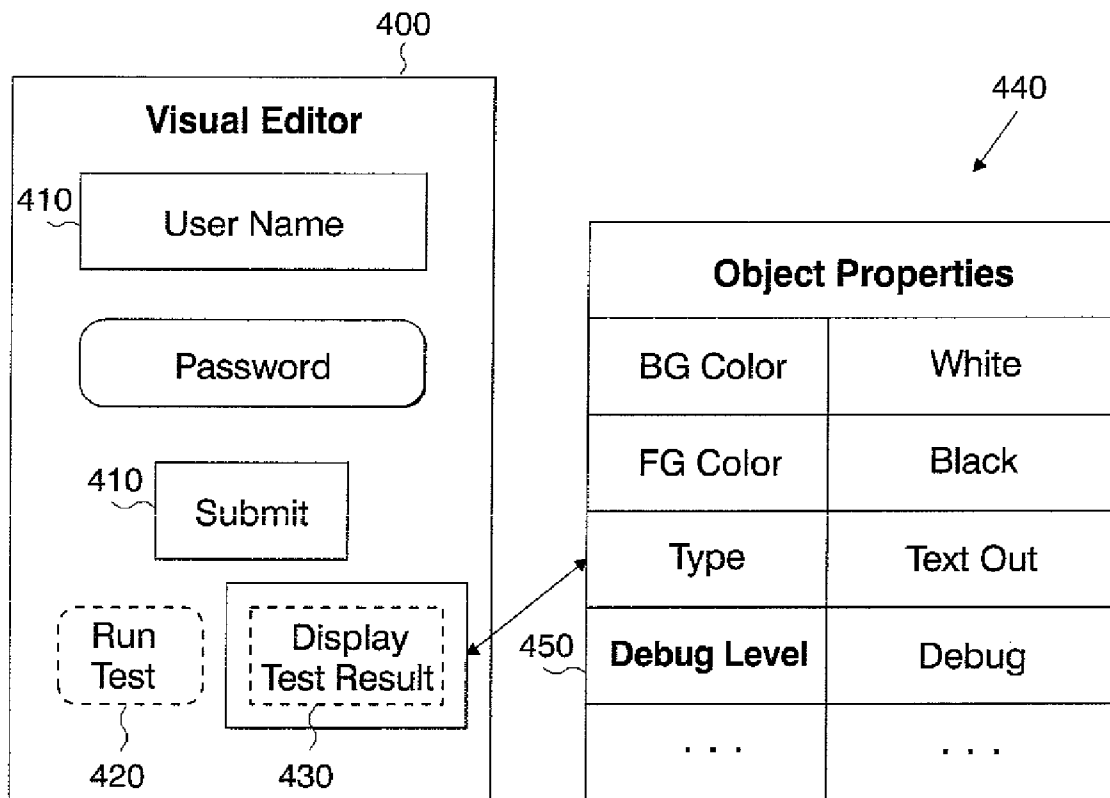 400
Visual Editor
410
User Name
Password
410
Submit
Run
Test
Display
Test Result
420
430
440
Object Properties
BG Color White
FG Color Black
Type Text Out
450
Debug Level Debug
. . . . . .